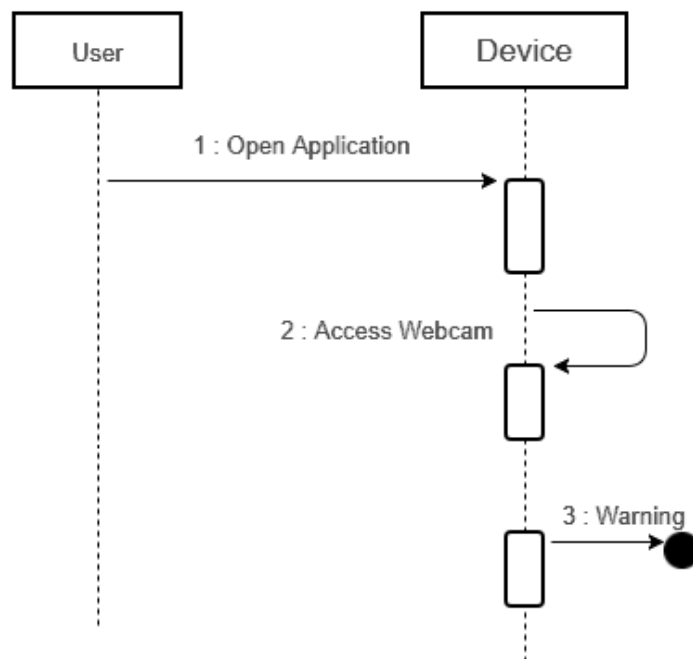 User
Device
1 : Open Application
2 : Access Webcam
3 : Warning